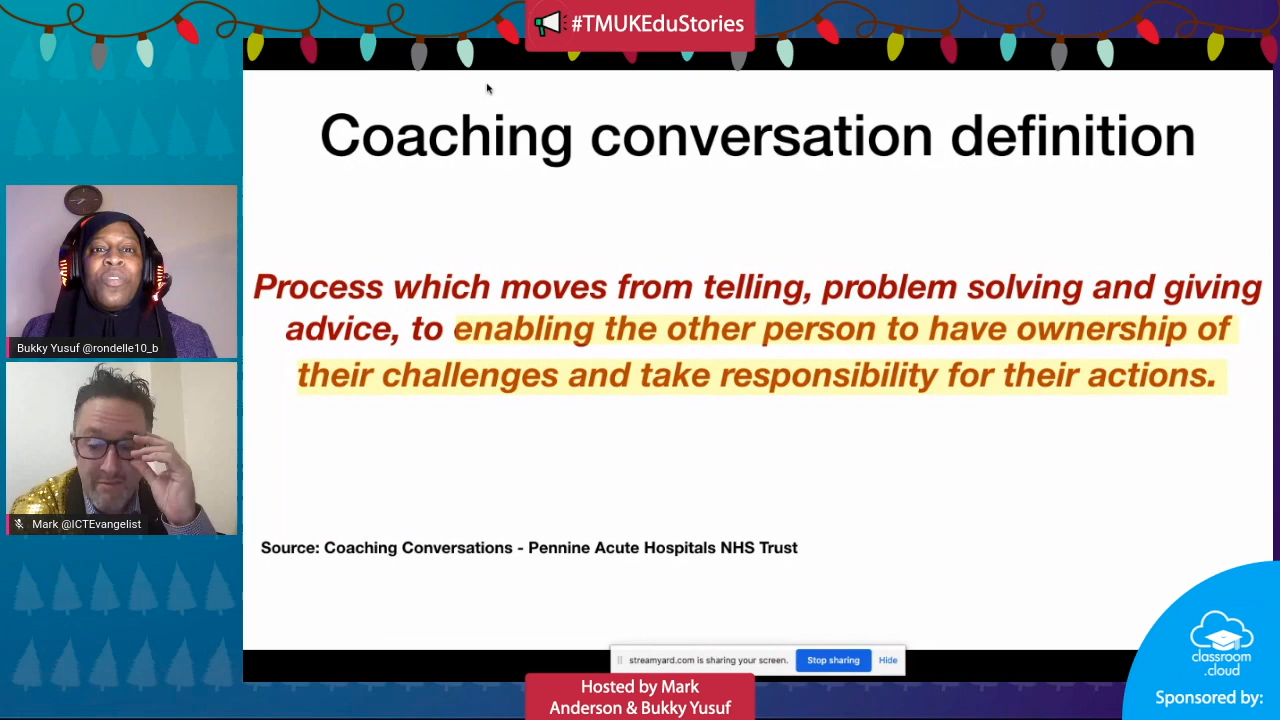 #TMUKEduStories
Coaching conversation definition
Process which moves from telling, problem solving and giving
advice, to enabling the other person to have ownership of
their challenges and take responsibility for their actions.
Source: Coaching Conversations - Pennine Acute Hospitals NHS Trust
Bukky Yusuf @rondelle10_b
Mark @ICTEvangelist
streamyard.com is sharing your screen.
Stop sharing
Hide
Hosted by Mark
Anderson & Bukky Yusuf
classroom
.cloud
Sponsored by: